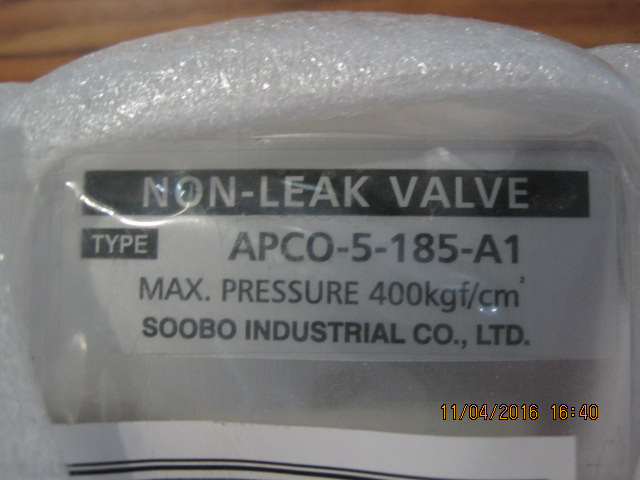 NON-LEAK VALVE
TYPE APCO-5-185-A1
MAX. PRESSURE 400kgf/cm²
SOOBO INDUSTRIAL CO., LTD.
11/04/2016 16:40